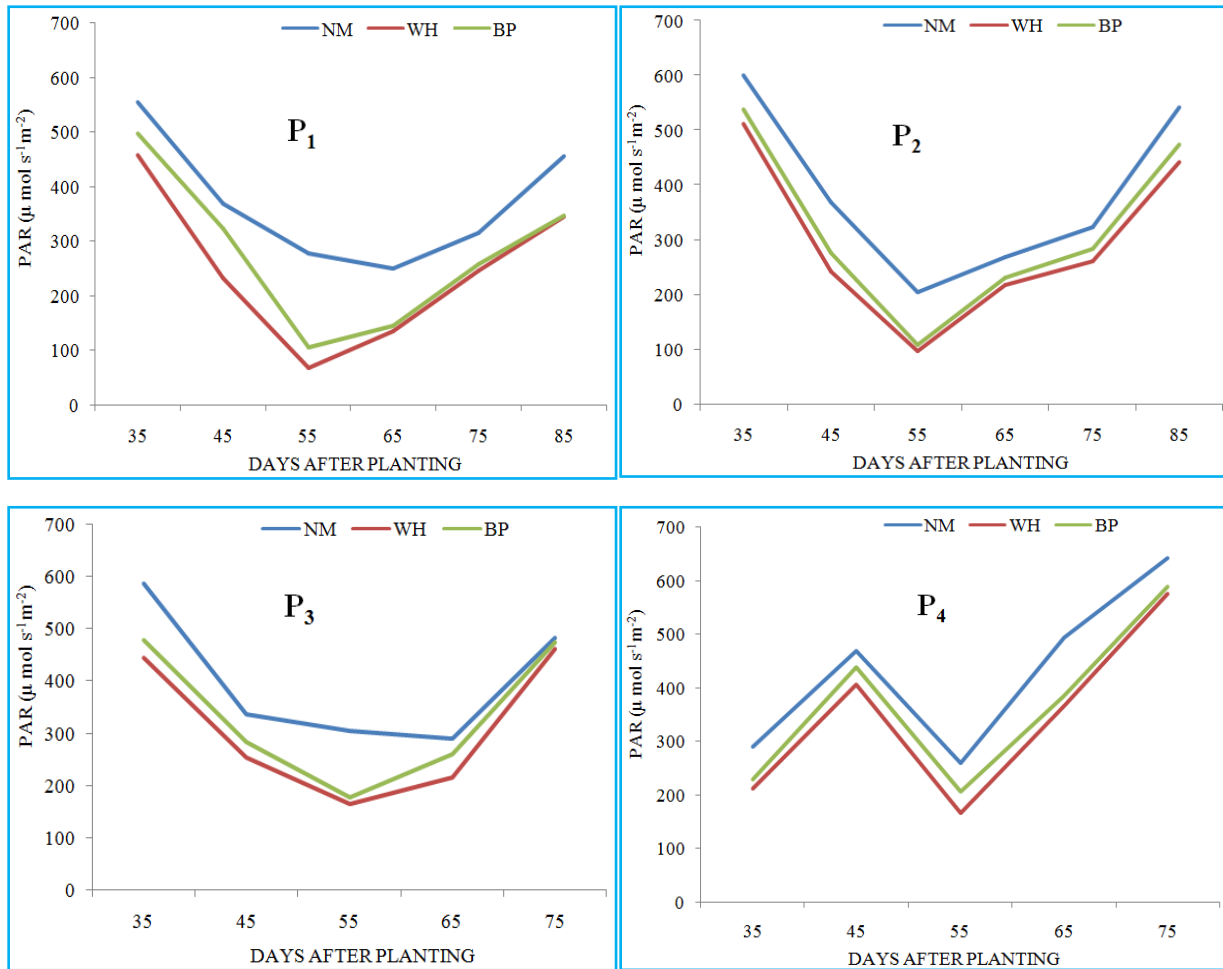 NM WH BP
P₁
PAR (µ mol s⁻¹m⁻²)
700
600
500
400
300
200
100
0
35 45 55 65 75 85
DAYS AFTER PLANTING
NM WH BP
P₂
PAR (µ mol s⁻¹m⁻²)
700
600
500
400
300
200
100
0
35 45 55 65 75 85
DAYS AFTER PLANTING
NM WH BP
P₃
PAR (µ mol s⁻¹m⁻²)
700
600
500
400
300
200
100
0
35 45 55 65 75
DAYS AFTER PLANTING
NM WH BP
P₄
PAR (µ mol s⁻¹m⁻²)
700
600
500
400
300
200
100
0
35 45 55 65 75
DAYS AFTER PLANTING